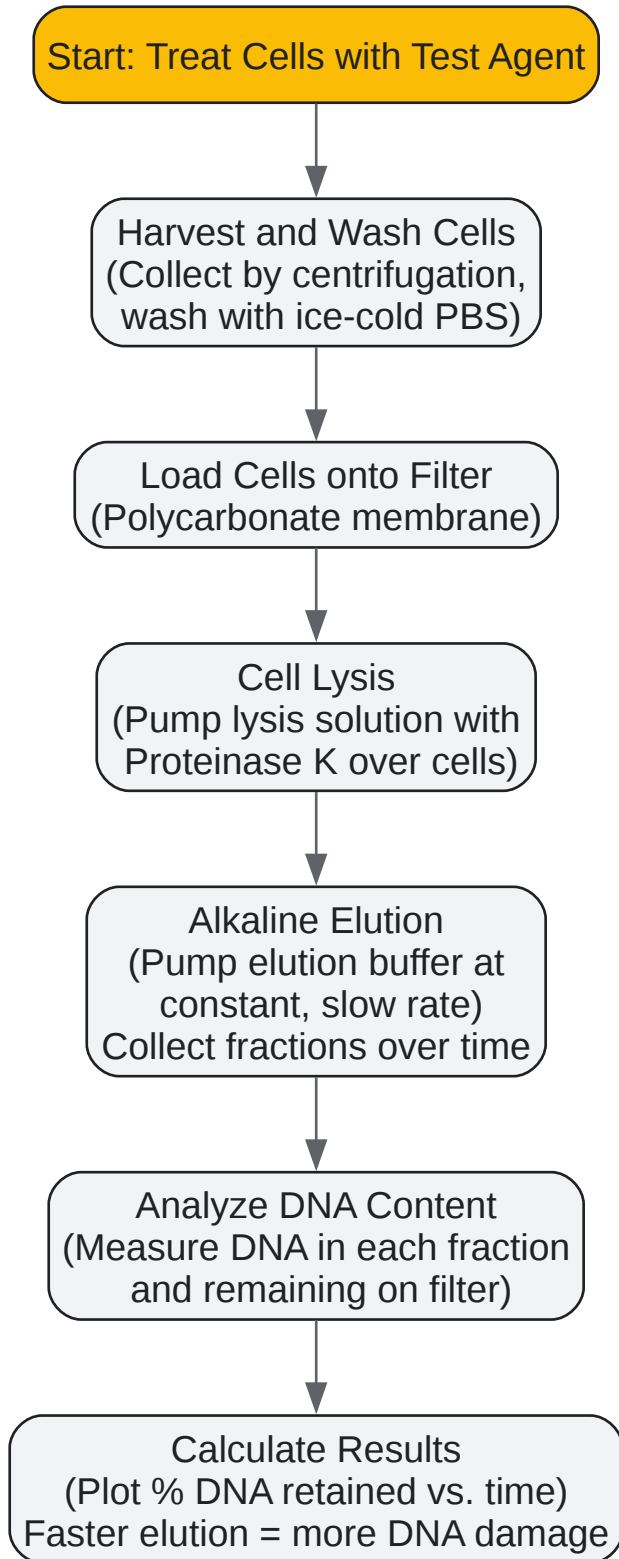 Start: Treat Cells with Test Agent
Harvest and Wash Cells
(Collect by centrifugation,
wash with ice-cold PBS)
Load Cells onto Filter
(Polycarbonate membrane)
Cell Lysis
(Pump lysis solution with
Proteinase K over cells)
Alkaline Elution
(Pump elution buffer at
constant, slow rate)
Collect fractions over time
Analyze DNA Content
(Measure DNA in each fraction
and remaining on filter)
Calculate Results
(Plot % DNA retained vs. time)
Faster elution = more DNA damage